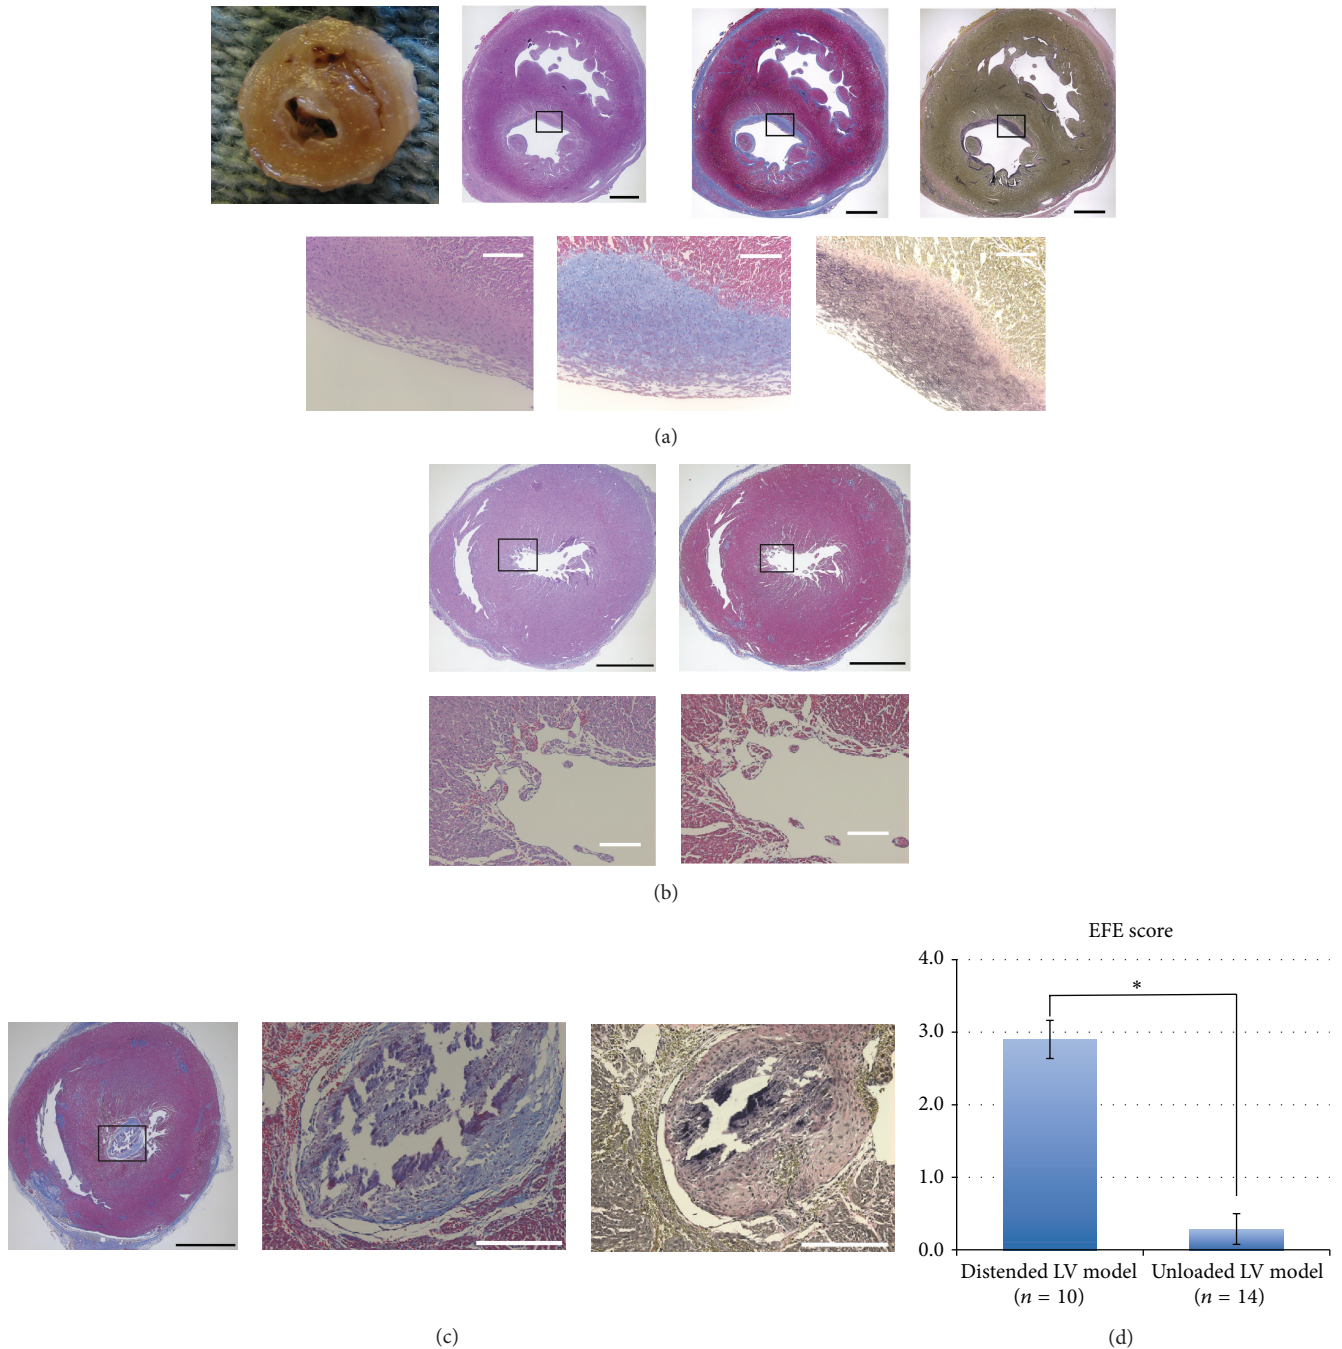 (a)
(b)
EFE score
4.0
*
3.0
2.0
1.0
0.0
Distended LV model
(n = 10)
Unloaded LV model
(n = 14)
(c)
(d)